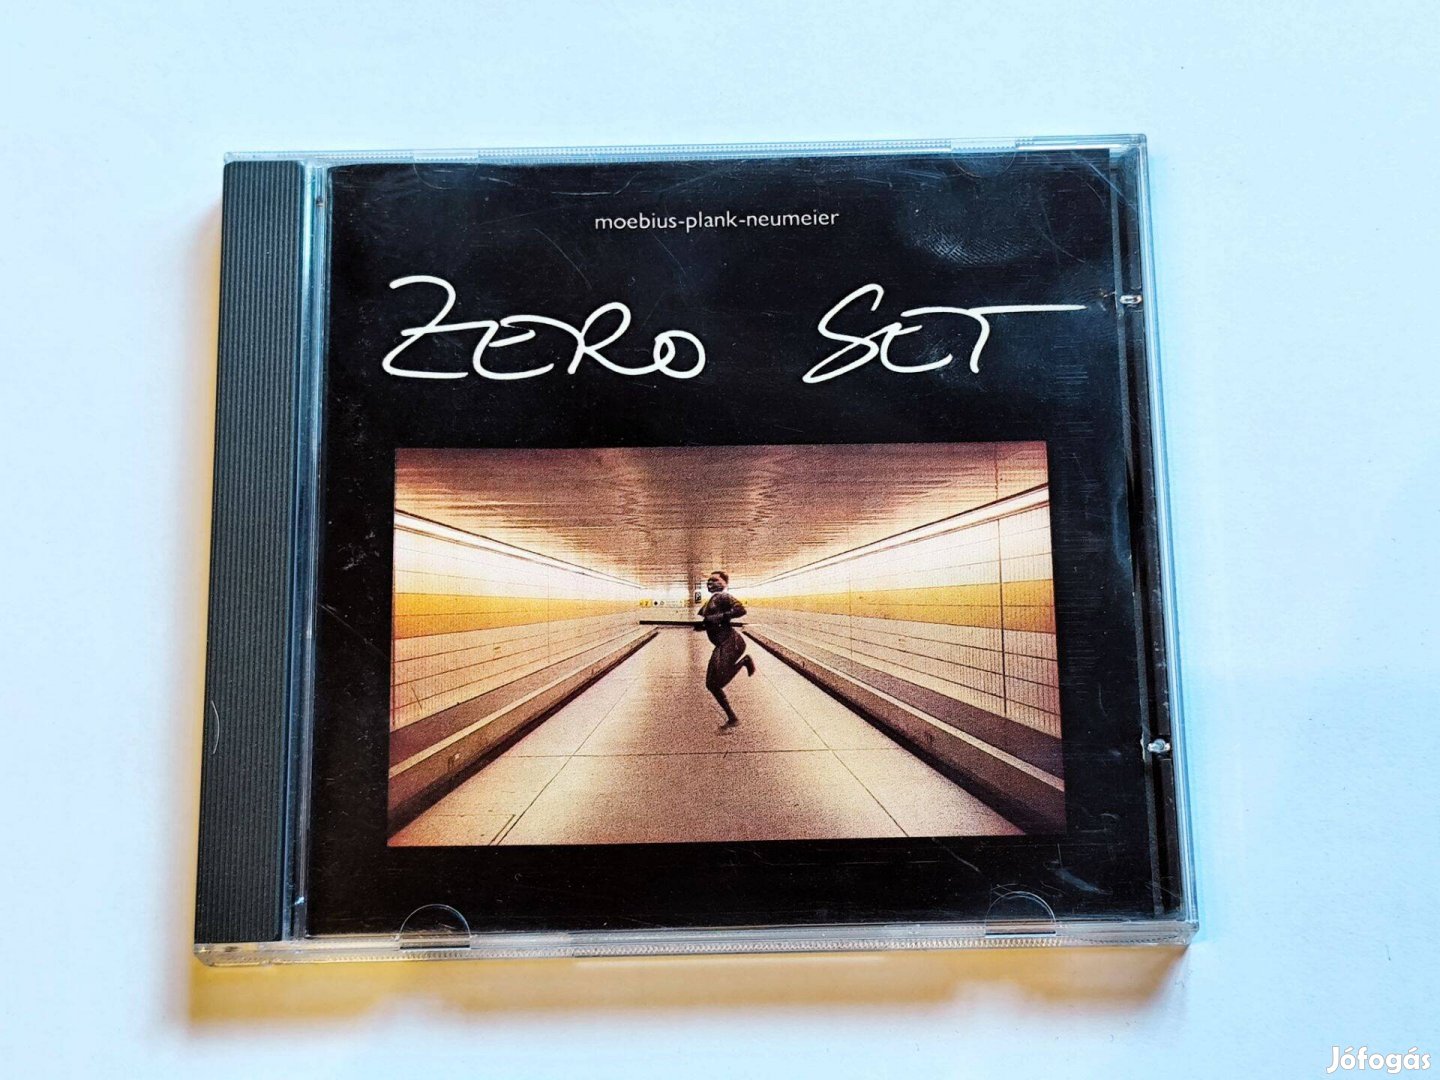 moebius-plank-neumeier
ZERO SET
Jófogás